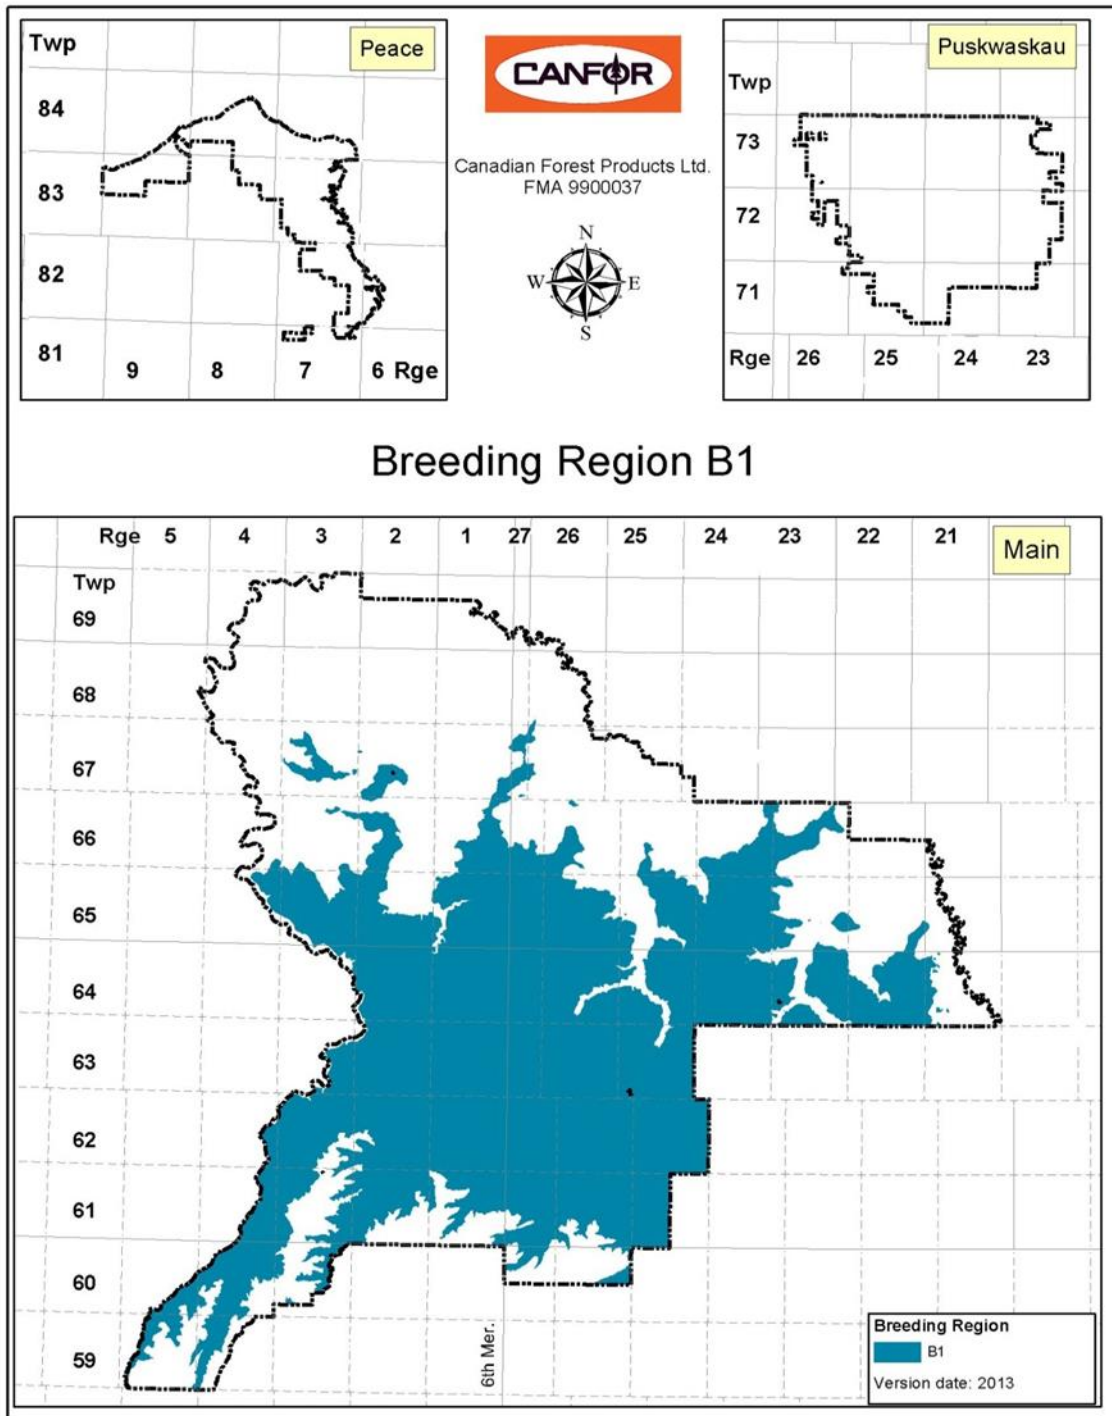 Twp
Peace
84
83
82
81
9 8 7 6 Rge
CANFOR
Canadian Forest Products Ltd.
FMA 9900037
N
W E
S
Puskwaskau
Twp
73
72
71
Rge 26 25 24 23
Breeding Region B1
Rge 5 4 3 2 1 27 26 25 24 23 22 21
Main
Twp
69
68
67
66
65
64
63
62
61
60
59
6th Mer.
Breeding Region
B1
Version date: 2013